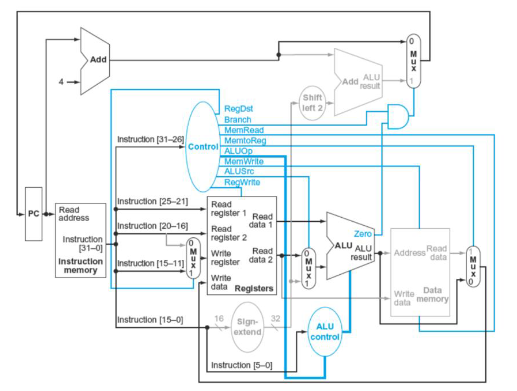 Add
4
Add
ALU
result
0
M
u
x
1
Shift
left 2
RegDst
Branch
MemRead
MemtoReg
ALUOp
MemWrite
ALUSrc
RegWrite
Control
Instruction [31–26]
PC
Read
address
Instruction
[31–0]
Instruction
memory
Instruction [25–21]
Instruction [20–16]
Instruction [15–11]
0
M
u
x
1
Read
register 1
Read
register 2
Write
register
Write
data
Read
data 1
Read
data 2
Registers
0
M
u
x
1
Zero
ALU
ALU
result
Address
Read
data
Write
data
Data
memory
1
M
u
x
0
Instruction [15–0]
16
Sign-
extend
32
ALU
control
Instruction [5–0]